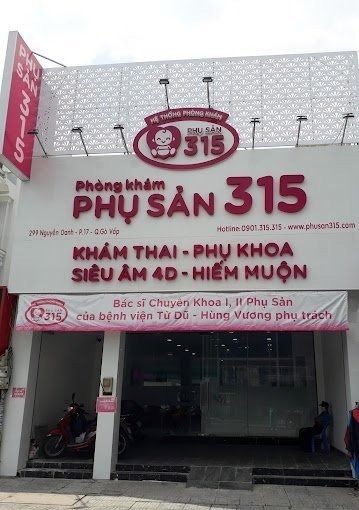 PHỤ SẢN 315
HỆ THỐNG PHÒNG KHÁM
PHỤ SẢN
315
Phòng khám
PHỤ SẢN 315
299 Nguyễn Oanh - P.17 - Q.Gò Vấp
Hotline: 0901.315.315 - www.phusan315.com
KHÁM THAI - PHỤ KHOA
SIÊU ÂM 4D - HIẾM MUỘN
315
Bác sĩ Chuyên Khoa I, II Phụ Sản
của bệnh viện Từ Dũ - Hùng Vương phụ trách